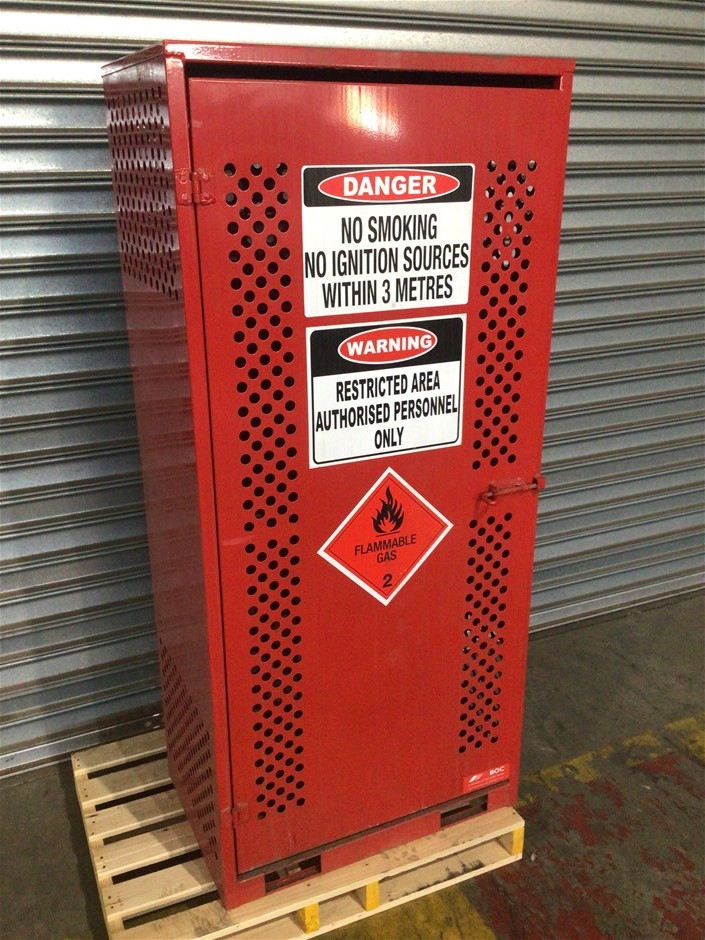 DANGER
NO SMOKING
NO IGNITION SOURCES
WITHIN 3 METRES
WARNING
RESTRICTED AREA
AUTHORISED PERSONNEL
ONLY
FLAMMABLE
GAS
2
BOC